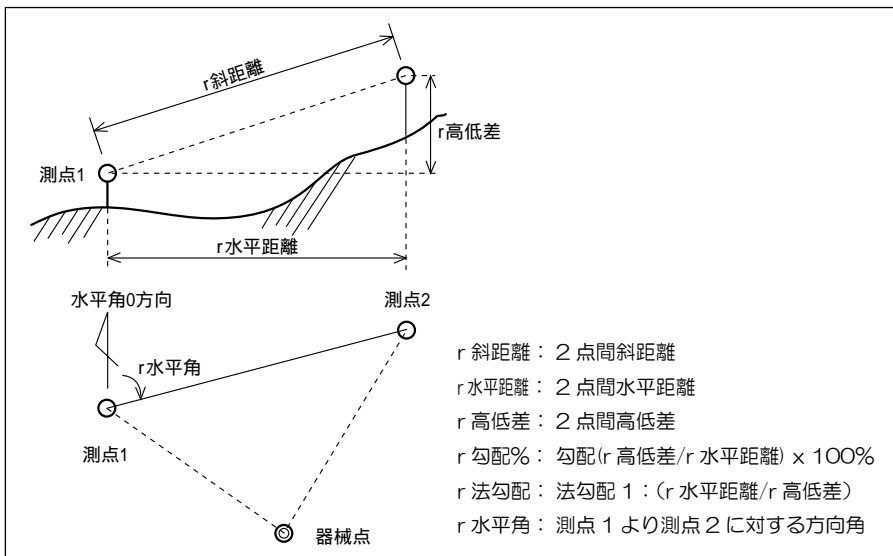 r斜距離
r高低差
測点1
r水平距離
水平角0方向
測点2
r水平角
測点1
器械点
r 斜距離： 2 点間斜距離
r 水平距離： 2 点間水平距離
r 高低差： 2 点間高低差
r 勾配%： 勾配(r 高低差/r 水平距離) x 100%
r 法勾配： 法勾配 1：(r 水平距離/r 高低差)
r 水平角： 測点 1 より測点 2 に対する方向角